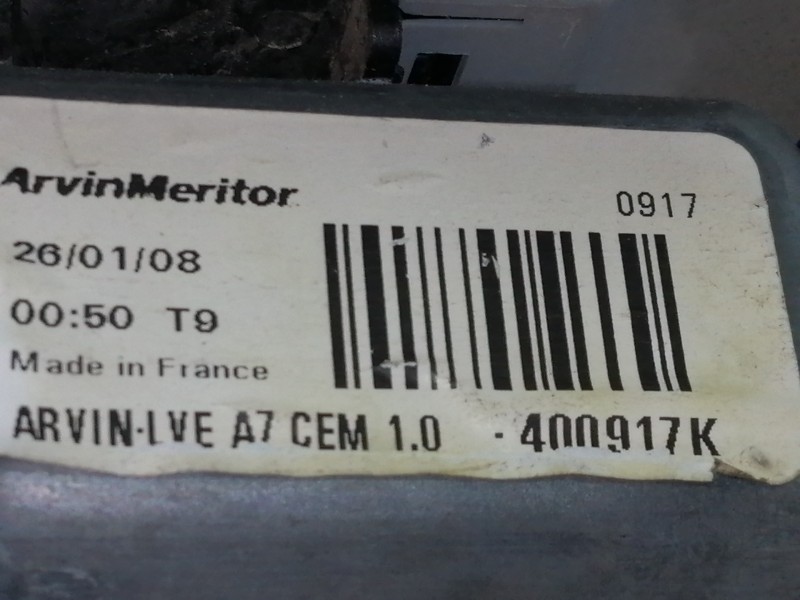 ArvinMeritor
0917
26/01/08
00:50 T9
Made in France
ARVIN-LVE A7 CEM 1.0 - 400917K